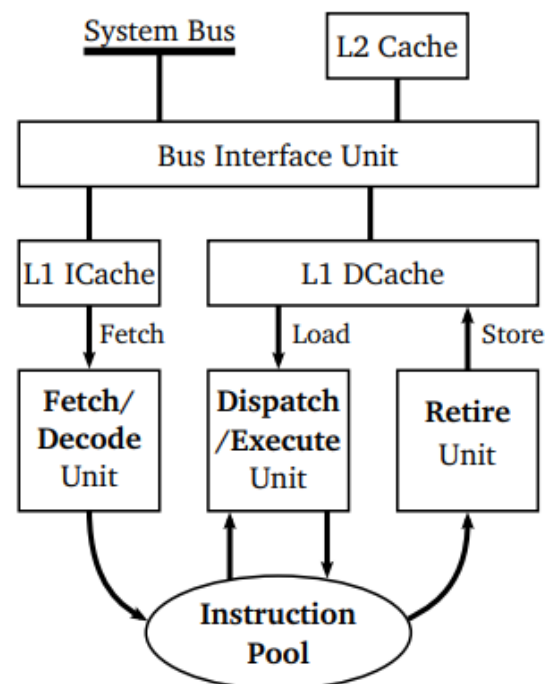 System Bus
L2 Cache
Bus Interface Unit
L1 ICache
L1 DCache
Fetch
Load
Store
Fetch/
Decode
Unit
Dispatch
/Execute
Unit
Retire
Unit
Instruction
Pool